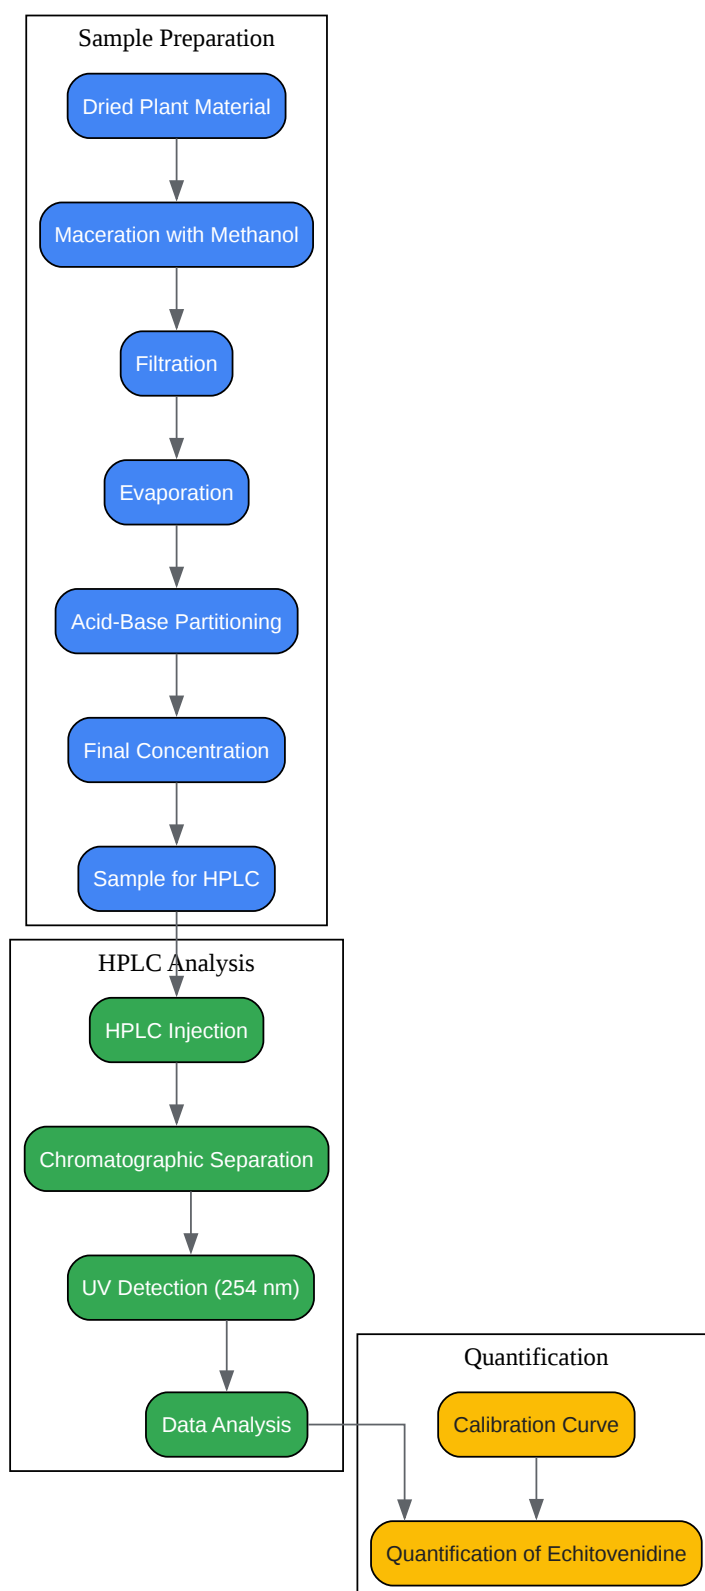 Sample Preparation
Dried Plant Material
Maceration with Methanol
Filtration
Evaporation
Acid-Base Partitioning
Final Concentration
Sample for HPLC
HPLC Analysis
HPLC Injection
Chromatographic Separation
UV Detection (254 nm)
Data Analysis
Quantification
Calibration Curve
Quantification of Echitovenidine